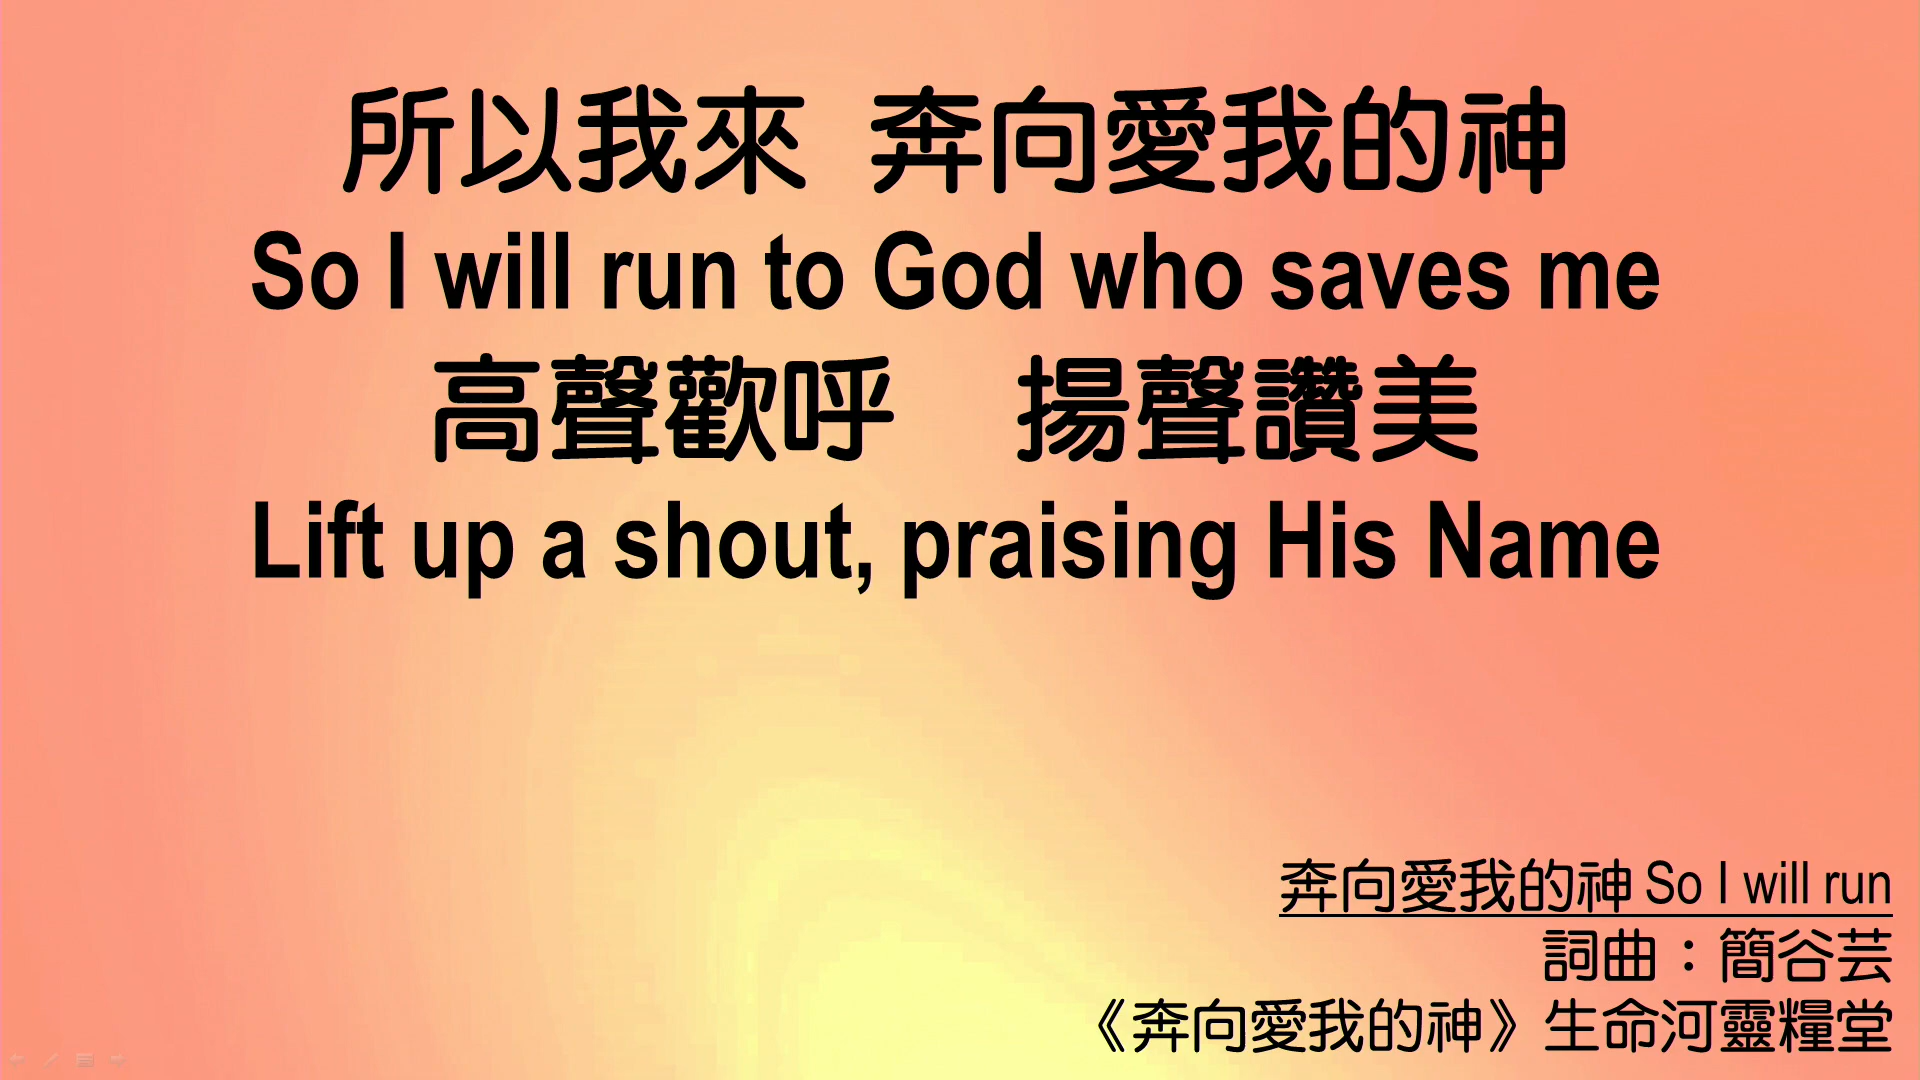 所以我來 奔向愛我的神
So I will run to God who saves me
高聲歡呼 揚聲讚美
Lift up a shout, praising His Name
奔向愛我的神 So I will run
詞曲：簡谷芸
《奔向愛我的神》生命河靈糧堂